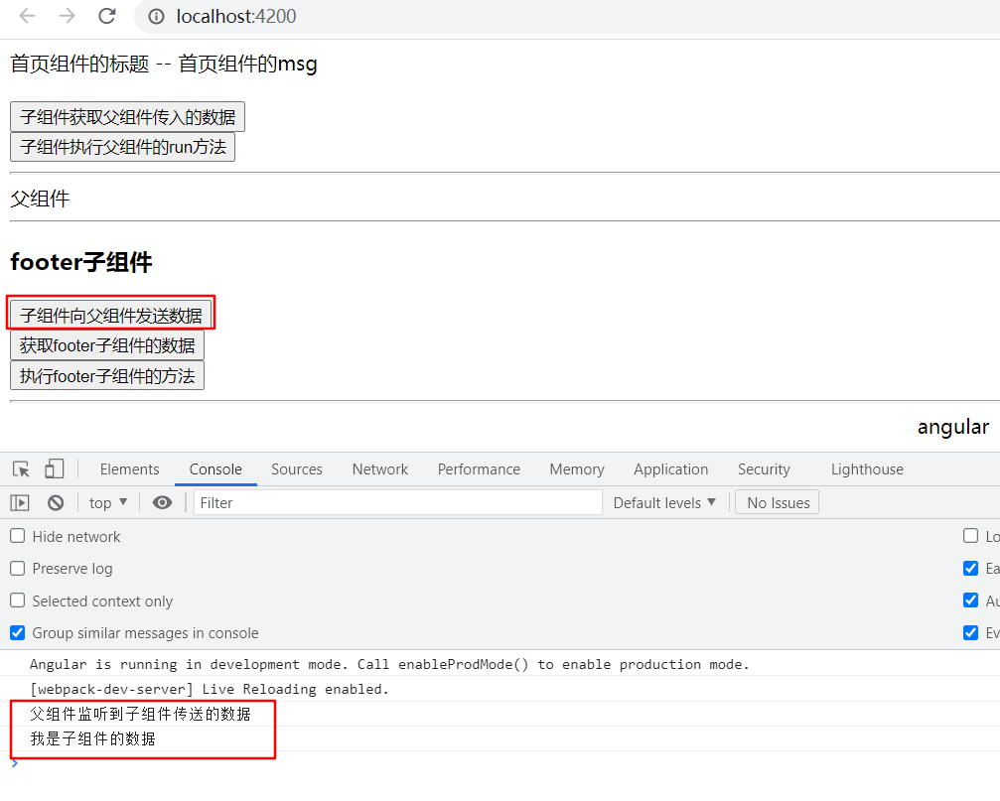 localhost:4200
首页组件的标题 -- 首页组件的msg
子组件获取父组件传入的数据
子组件执行父组件的run方法
父组件
footer子组件
子组件向父组件发送数据
获取footer子组件的数据
执行footer子组件的方法
angular
Elements Console Sources Network Performance Memory Application Security Lighthouse
top Filter Default levels No Issues
Hide network Lo
Preserve log Ea
Selected context only Au
Group similar messages in console Ev
Angular is running in development mode. Call enableProdMode() to enable production mode.
[webpack-dev-server] Live Reloading enabled.
父组件监听到子组件传送的数据
我是子组件的数据